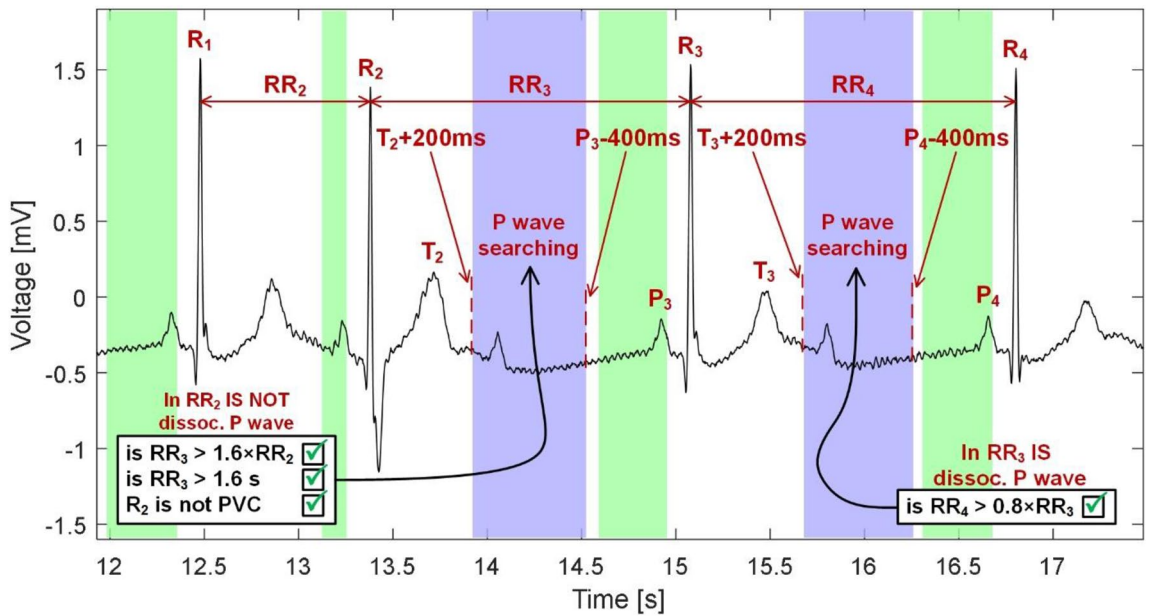 R₁
R₂
R₃
R₄
RR₂
RR₃
RR₄
T₂+200ms
P₃-400ms
T₃+200ms
P₄-400ms
P wave
searching
P wave
searching
T₂
P₃
T₃
P₄
In RR₂ IS NOT
dissoc. P wave
is RR₃ > 1.6×RR₂
is RR₃ > 1.6 s
R₂ is not PVC
In RR₃ IS
dissoc. P wave
is RR₄ > 0.8×RR₃
Voltage [mV]
1.5
1
0.5
0
-0.5
-1
-1.5
12
12.5
13
13.5
14
14.5
15
15.5
16
16.5
17
Time [s]